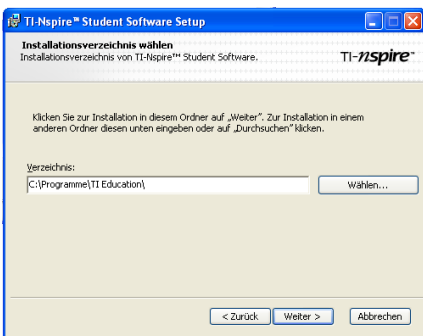 TI-Nspire™ Student Software Setup
Installationsverzeichnis wählen
Installationsverzeichnis von TI-Nspire™ Student Software.
TI-nspire™
Klicken Sie zur Installation in diesem Ordner auf „Weiter“. Zur Installation in einem
anderen Ordner diesen unten eingeben oder auf „Durchsuchen“ klicken.
Verzeichnis:
C:\Programme\TI Education\
Wählen...
< Zurück
Weiter >
Abbrechen